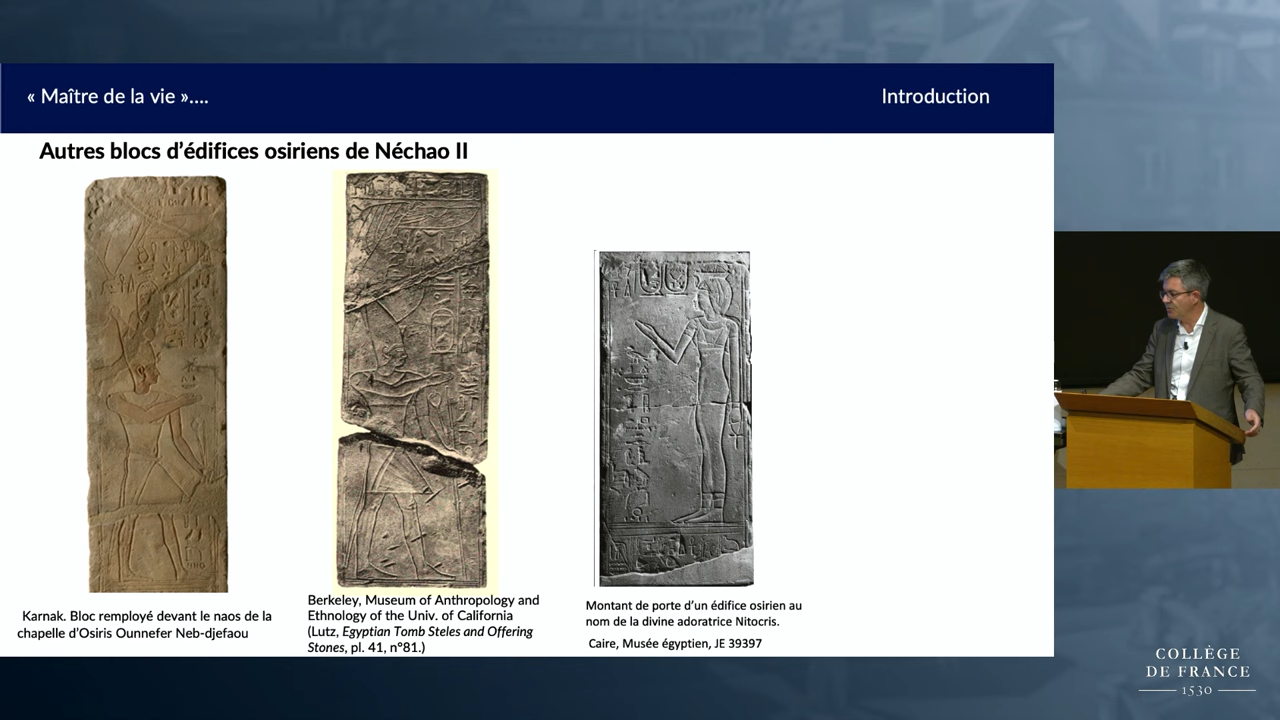 « Maître de la vie »....
Introduction
Autres blocs d’édifices osiriens de Néchao II
Karnak. Bloc remployé devant le naos de la
chapelle d’Osiris Ounnefer Neb-djefaou
Berkeley, Museum of Anthropology and
Ethnology of the Univ. of California
(Lutz, Egyptian Tomb Steles and Offering
Stones, pl. 41, n°81.)
Montant de porte d’un édifice osirien au
nom de la divine adoratrice Nitocris.
Caire, Musée égyptien, JE 39397
COLLÈGE
DE FRANCE
1530